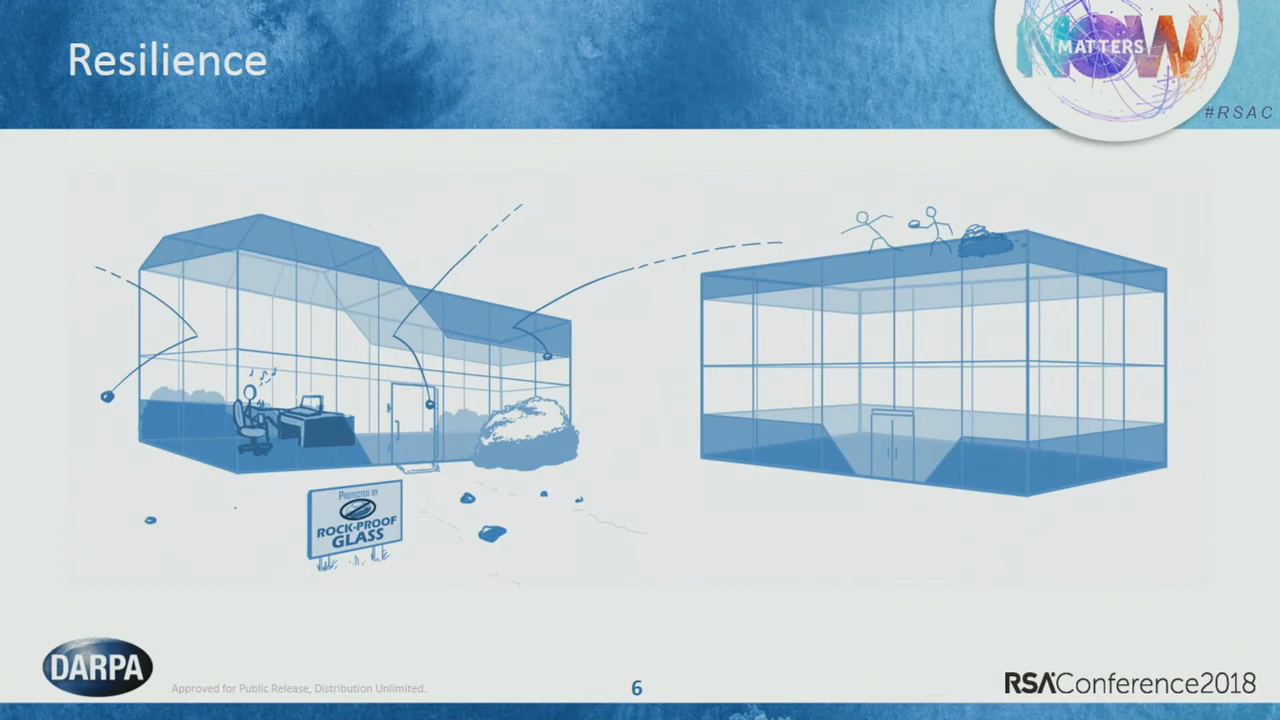 Resilience
NOW
MATTERS
#RSAC
PROTECTED BY
ROCK-PROOF
GLASS
DARPA
Approved for Public Release, Distribution Unlimited.
6
RSAConference2018